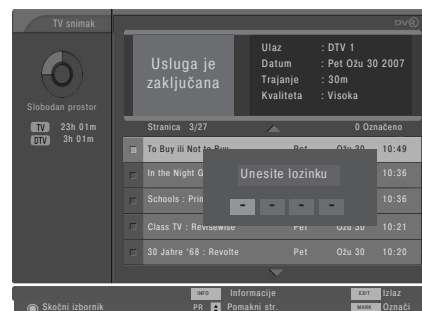 TV snimak
DVR
Usluga je
zaključana
Ulaz : DTV 1
Datum : Pet Ožu 30 2007
Trajanje : 30m
Kvaliteta : Visoka
Slobodan prostor
TV 23h 01m
DTV 3h 01m
Stranica 3/27 0 Označeno
To Buy ili Not to Buy Pet Ožu 30 10:49
In the Night G 10:36
Schools : Prin 10:36
Unesite lozinku
- - - -
Class TV : Revisewise Pet Ožu 30 10:21
30 Jahre '68 : Revolte Pet Ožu 30 10:20
INFO Informacije EXIT Izlaz
Skočni izbornik PR Pomakni str. MARK Označi